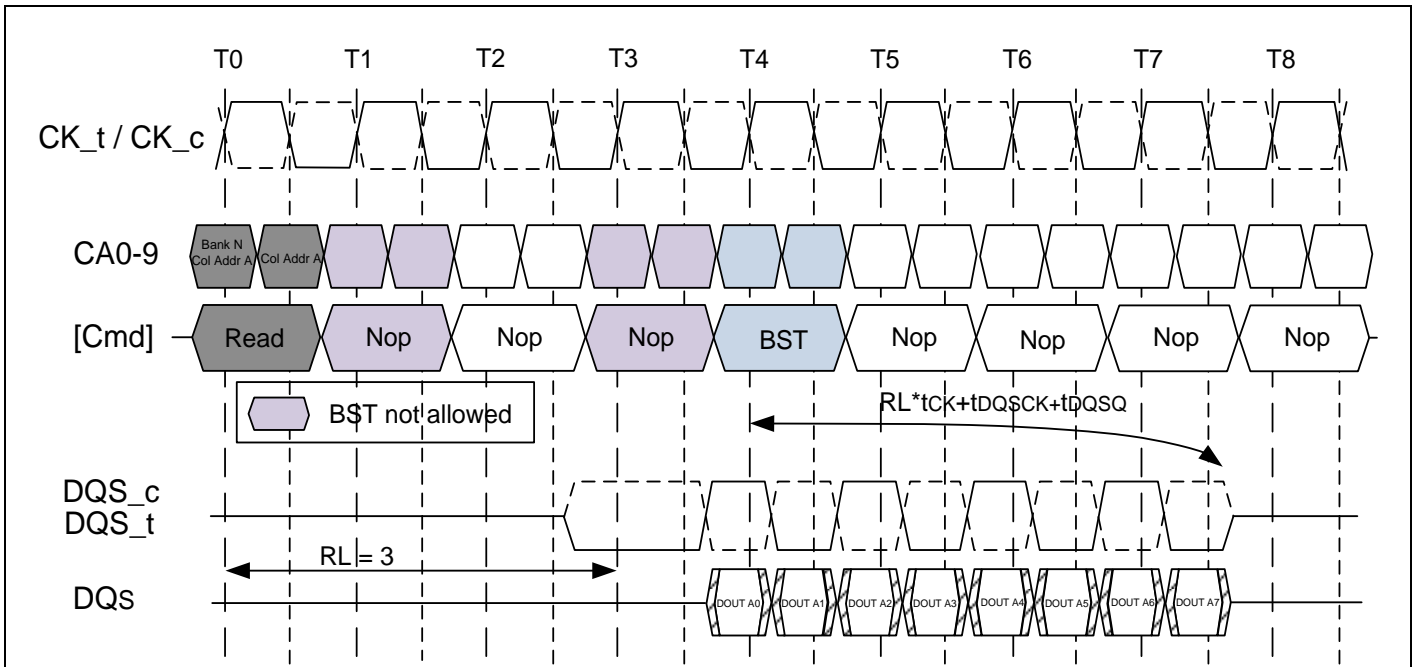 T0 T1 T2 T3 T4 T5 T6 T7 T8
CK_t / CK_c
CA0-9
Bank N
Col Addr A
Col Addr A
[Cmd]
Read Nop Nop Nop BST Nop Nop Nop Nop
BST not allowed
RL*tCK+tDQSCK+tDQSQ
DQS_c
DQS_t
RL = 3
DQs
DOUT A0 DOUT A1 DOUT A2 DOUT A3 DOUT A4 DOUT A5 DOUT A6 DOUT A7